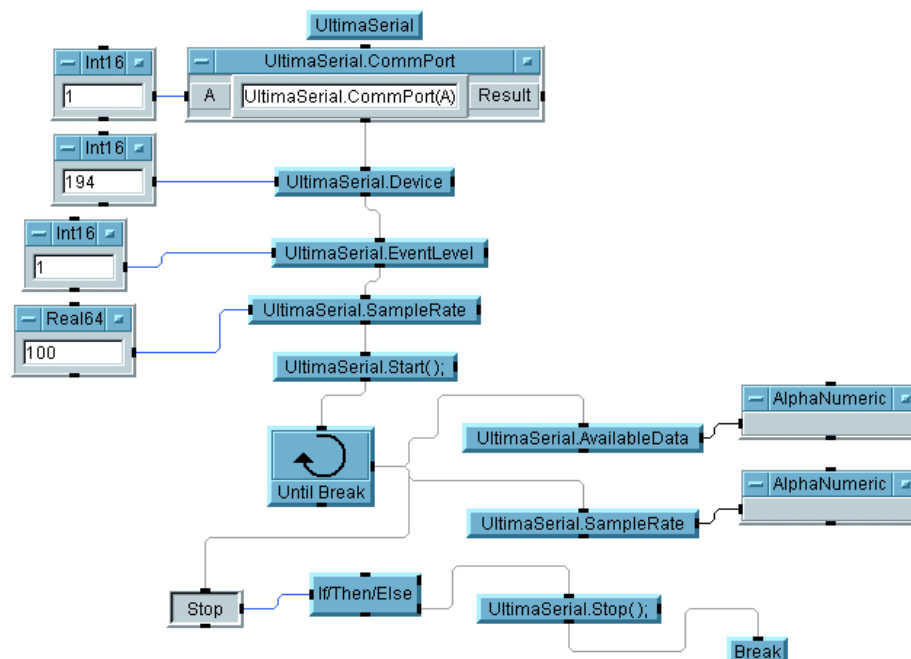 UltimaSerial
Int16
1
UltimaSerial.CommPort
A
UltimaSerial.CommPort(A)
Result
Int16
194
UltimaSerial.Device
Int16
1
UltimaSerial.EventLevel
Real64
100
UltimaSerial.SampleRate
UltimaSerial.Start();
Until Break
UltimaSerial.AvailableData
AlphaNumeric
UltimaSerial.SampleRate
AlphaNumeric
Stop
If/Then/Else
UltimaSerial.Stop();
Break